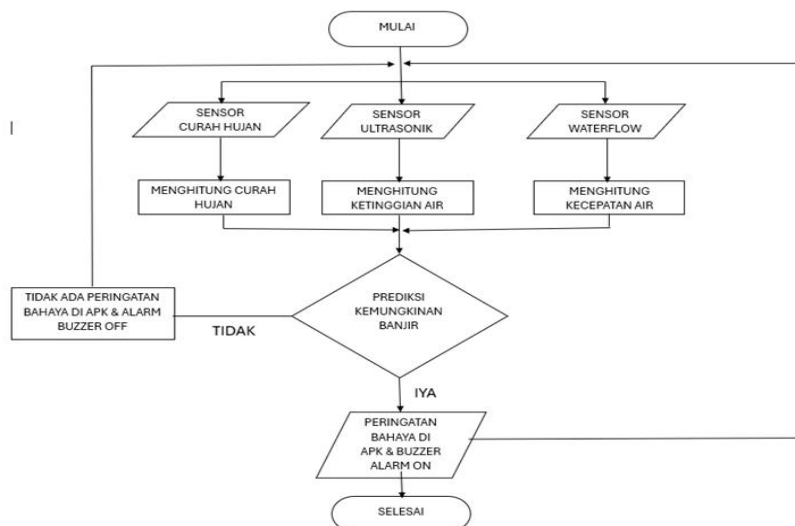 MULAI
SENSOR
CURAH HUJAN
SENSOR
ULTRASONIK
SENSOR
WATERFLOW
MENGHITUNG CURAH
HUJAN
MENGHITUNG
KETINGGIAN AIR
MENGHITUNG
KECEPATAN AIR
TIDAK ADA PERINGATAN
BAHAYA DI APK & ALARM
BUZZER OFF
TIDAK
PREDIKSI
KEMUNGKINAN
BANJIR
IYA
PERINGATAN
BAHAYA DI
APK & BUZZER
ALARM ON
SELESAI